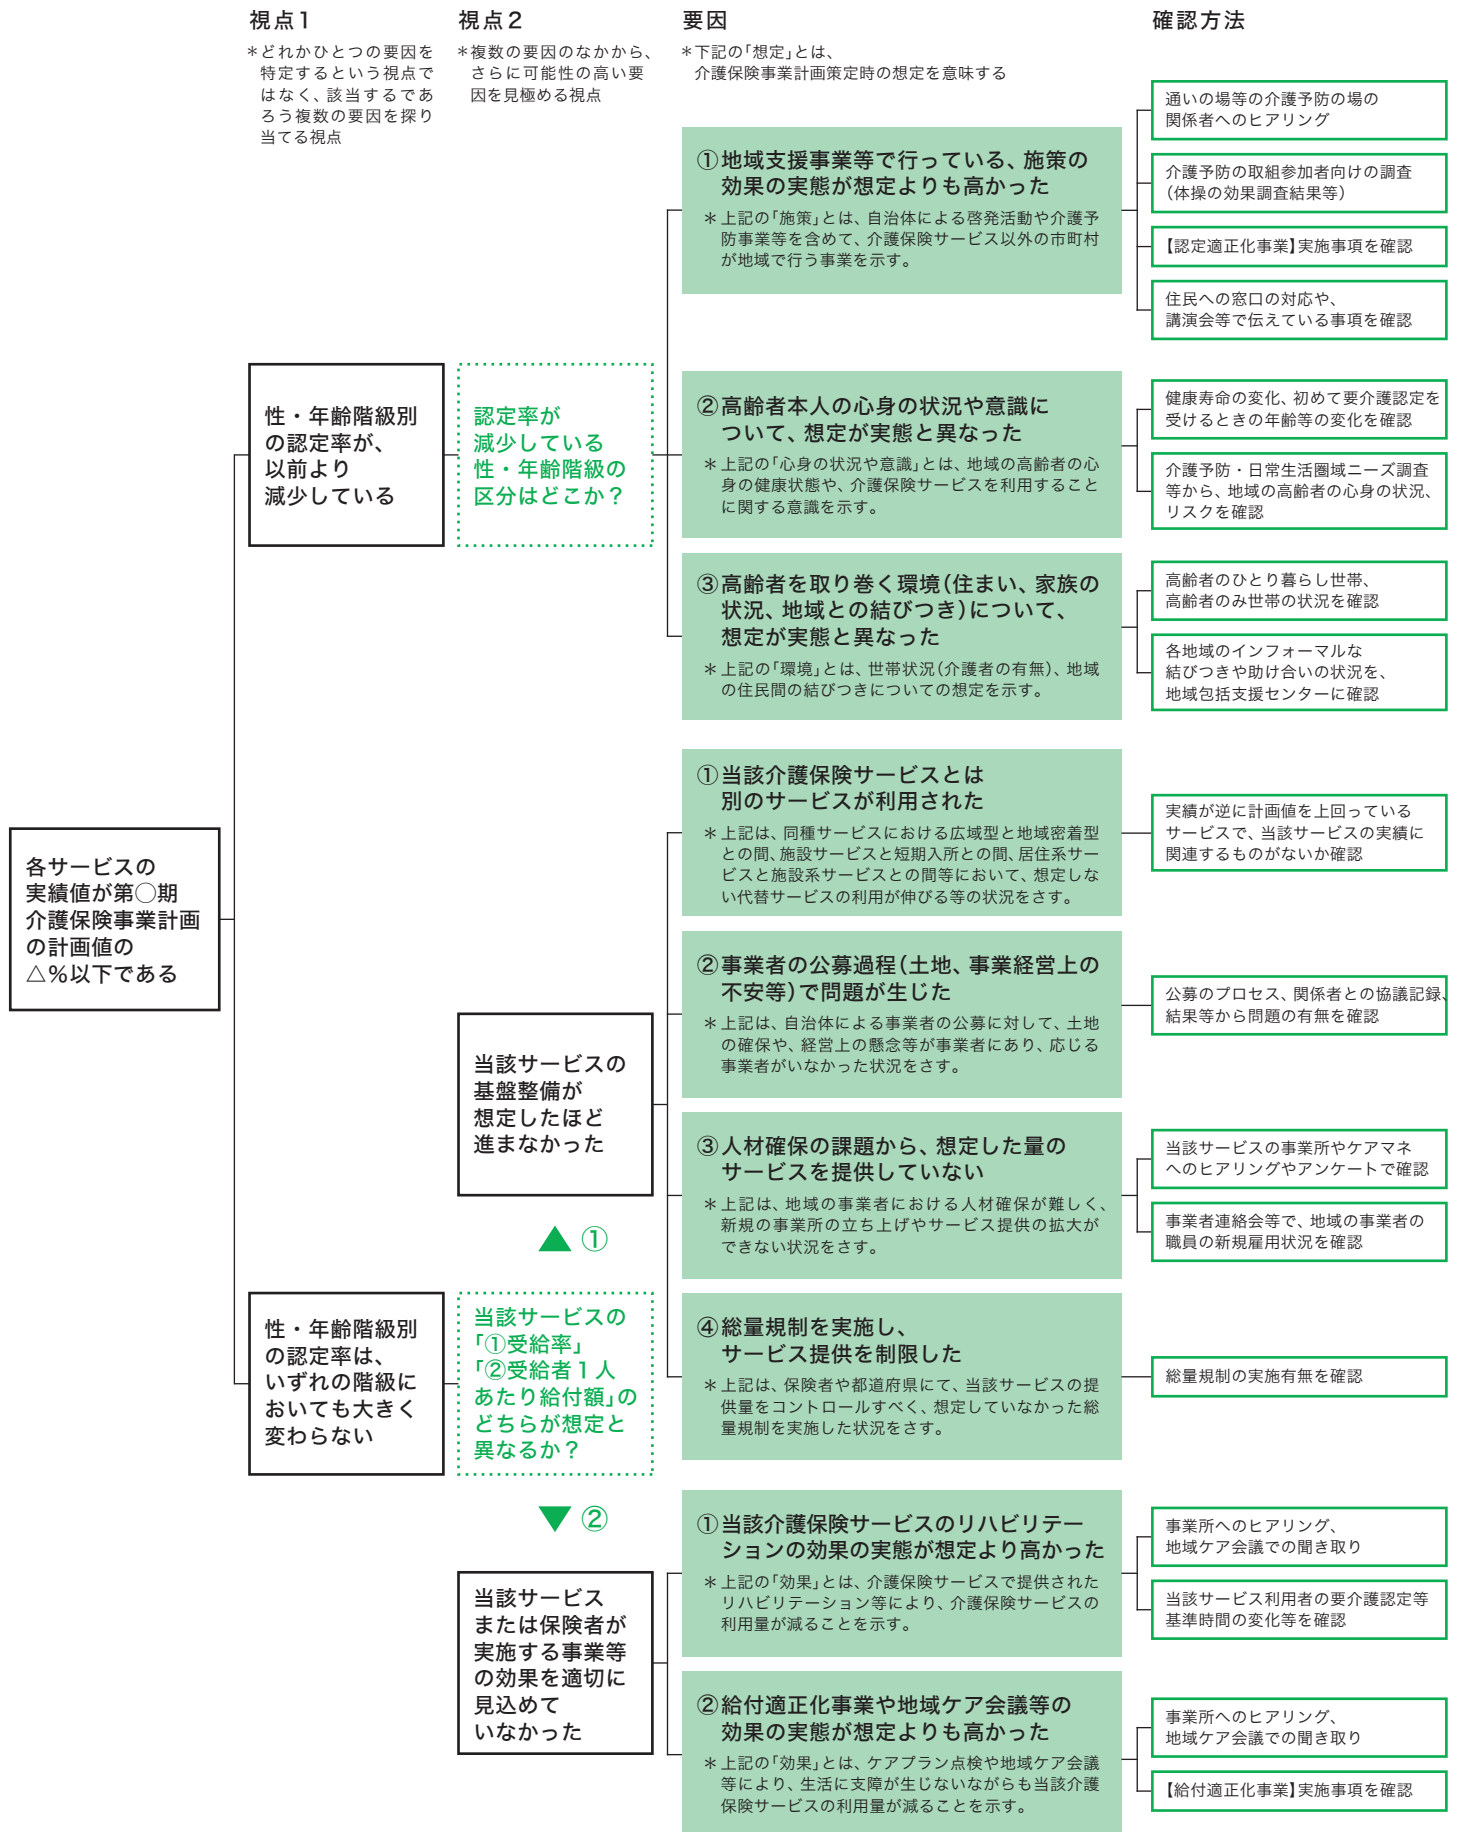 視点1
＊どれかひとつの要因を
特定するという視点で
はなく、該当するであ
ろう複数の要因を探り
当てる視点
視点２
＊複数の要因のなかから、
さらに可能性の高い要
因を見極める視点
要因
＊下記の「想定」とは、
介護保険事業計画策定時の想定を意味する
確認方法
各サービスの
実績値が第◯期
介護保険事業計画
の計画値の
△％以下である
性・年齢階級別
の認定率が、
以前より
減少している
認定率が
減少している
性・年齢階級の
区分はどこか？
①地域支援事業等で行っている、施策の
効果の実態が想定よりも高かった
＊上記の「施策」とは、自治体による啓発活動や介護予
防事業等を含めて、介護保険サービス以外の市町村
が地域で行う事業を示す。
通いの場等の介護予防の場の
関係者へのヒアリング
介護予防の取組参加者向けの調査
（体操の効果調査結果等）
【認定適正化事業】実施事項を確認
住民への窓口の対応や、
講演会等で伝えている事項を確認
②高齢者本人の心身の状況や意識に
ついて、想定が実態と異なった
＊上記の「心身の状況や意識」とは、地域の高齢者の心
身の健康状態や、介護保険サービスを利用すること
に関する意識を示す。
健康寿命の変化、初めて要介護認定を
受けるときの年齢等の変化を確認
介護予防・日常生活圏域ニーズ調査
等から、地域の高齢者の心身の状況、
リスクを確認
③高齢者を取り巻く環境（住まい、家族の
状況、地域との結びつき）について、
想定が実態と異なった
＊上記の「環境」とは、世帯状況（介護者の有無）、地域
の住民間の結びつきについての想定を示す。
高齢者のひとり暮らし世帯、
高齢者のみ世帯の状況を確認
各地域のインフォーマルな
結びつきや助け合いの状況を、
地域包括支援センターに確認
性・年齢階級別
の認定率は、
いずれの階級に
おいても大きく
変わらない
当該サービスの
「①受給率」
「②受給者１人
あたり給付額」の
どちらが想定と
異なるか？
▲ ①
当該サービスの
基盤整備が
想定したほど
進まなかった
①当該介護保険サービスとは
別のサービスが利用された
＊上記は、同種サービスにおける広域型と地域密着型
との間、施設サービスと短期入所との間、居住系サー
ビスと施設系サービスとの間等において、想定しな
い代替サービスの利用が伸びる等の状況をさす。
実績が逆に計画値を上回っている
サービスで、当該サービスの実績に
関連するものがないか確認
②事業者の公募過程（土地、事業経営上の
不安等）で問題が生じた
＊上記は、自治体による事業者の公募に対して、土地
の確保や、経営上の懸念等が事業者にあり、応じる
事業者がいなかった状況をさす。
公募のプロセス、関係者との協議記録、
結果等から問題の有無を確認
③人材確保の課題から、想定した量の
サービスを提供していない
＊上記は、地域の事業者における人材確保が難しく、
新規の事業所の立ち上げやサービス提供の拡大が
できない状況をさす。
当該サービスの事業所やケアマネ
へのヒアリングやアンケートで確認
事業者連絡会等で、地域の事業者の
職員の新規雇用状況を確認
④総量規制を実施し、
サービス提供を制限した
＊上記は、保険者や都道府県にて、当該サービスの提
供量をコントロールすべく、想定していなかった総
量規制を実施した状況をさす。
総量規制の実施有無を確認
▼ ②
当該サービス
または保険者が
実施する事業等
の効果を適切に
見込めて
いなかった
①当該介護保険サービスのリハビリテー
ションの効果の実態が想定より高かった
＊上記の「効果」とは、介護保険サービスで提供された
リハビリテーション等により、介護保険サービスの
利用量が減ることを示す。
事業所へのヒアリング、
地域ケア会議での聞き取り
当該サービス利用者の要介護認定等
基準時間の変化等を確認
②給付適正化事業や地域ケア会議等の
効果の実態が想定よりも高かった
＊上記の「効果」とは、ケアプラン点検や地域ケア会議
等により、生活に支障が生じないながらも当該介護
保険サービスの利用量が減ることを示す。
事業所へのヒアリング、
地域ケア会議での聞き取り
【給付適正化事業】実施事項を確認